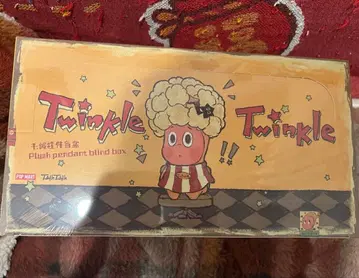 Twinkle
Twinkle
毛绒挂件盲盒
Plush pendant blind box
POP MART